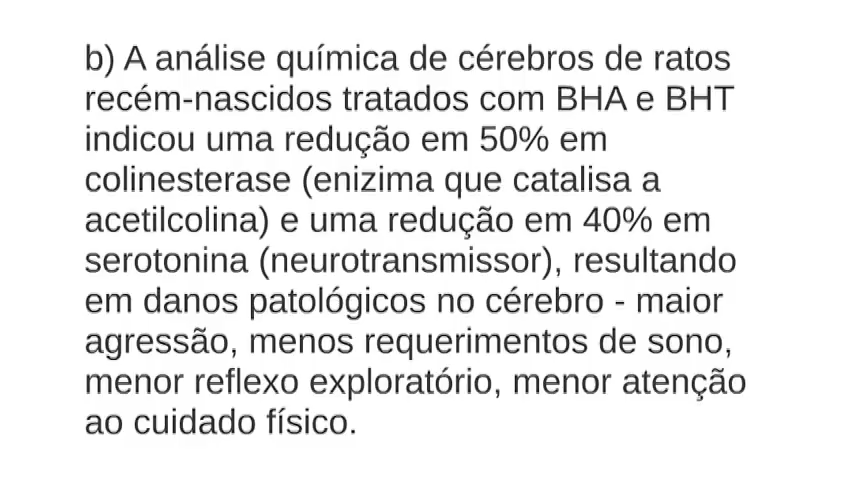 b) A análise química de cérebros de ratos
recém-nascidos tratados com BHA e BHT
indicou uma redução em 50% em
colinesterase (enizima que catalisa a
acetilcolina) e uma redução em 40% em
serotonina (neurotransmissor), resultando
em danos patológicos no cérebro - maior
agressão, menos requerimentos de sono,
menor reflexo exploratório, menor atenção
ao cuidado físico.